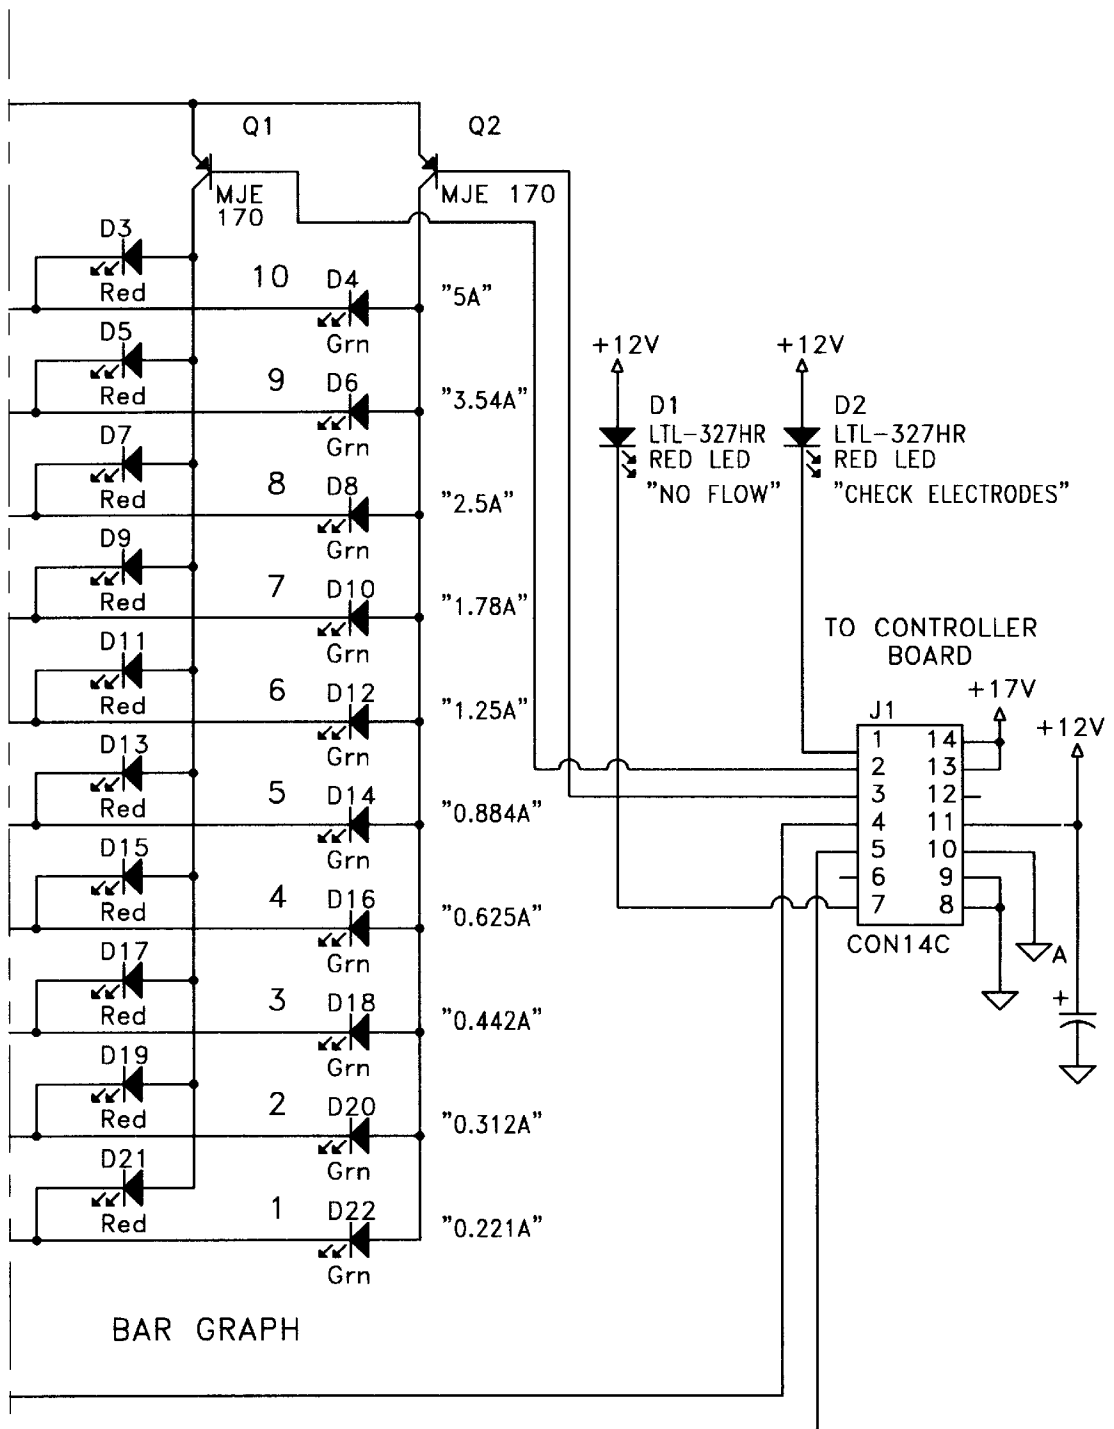 Q1
Q2
MJE
170
MJE 170
D3
Red
10
D4
Grn
"5A"
D5
Red
9
D6
Grn
"3.54A"
D7
Red
8
D8
Grn
"2.5A"
D9
Red
7
D10
Grn
"1.78A"
D11
Red
6
D12
Grn
"1.25A"
D13
Red
5
D14
Grn
"0.884A"
D15
Red
4
D16
Grn
"0.625A"
D17
Red
3
D18
Grn
"0.442A"
D19
Red
2
D20
Grn
"0.312A"
D21
Red
1
D22
Grn
"0.221A"
BAR GRAPH
+12V
D1
LTL-327HR
RED LED
"NO FLOW"
+12V
D2
LTL-327HR
RED LED
"CHECK ELECTRODES"
TO CONTROLLER
BOARD
+17V
+12V
J1
1 14
2 13
3 12
4 11
5 10
6 9
7 8
CON14C
A
+